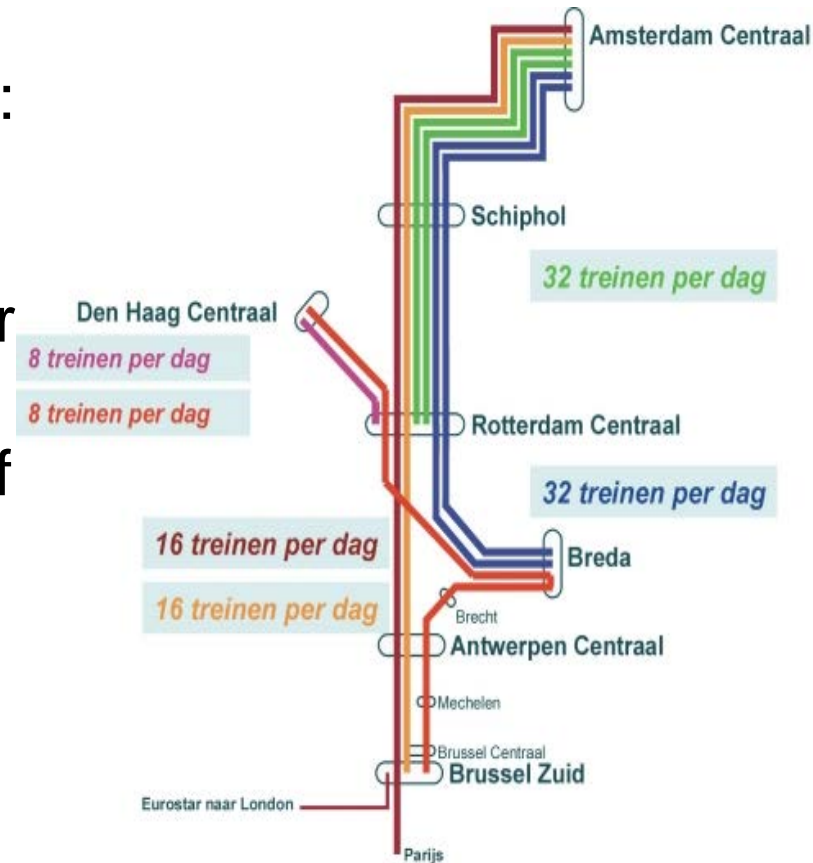 Amsterdam Centraal
:
Schiphol
32 treinen per dag
Den Haag Centraal
r
8 treinen per dag
8 treinen per dag
Rotterdam Centraal
f
32 treinen per dag
16 treinen per dag
Breda
16 treinen per dag
Brecht
Antwerpen Centraal
Mechelen
Brussel Centraal
Brussel Zuid
Eurostar naar London
Parijs